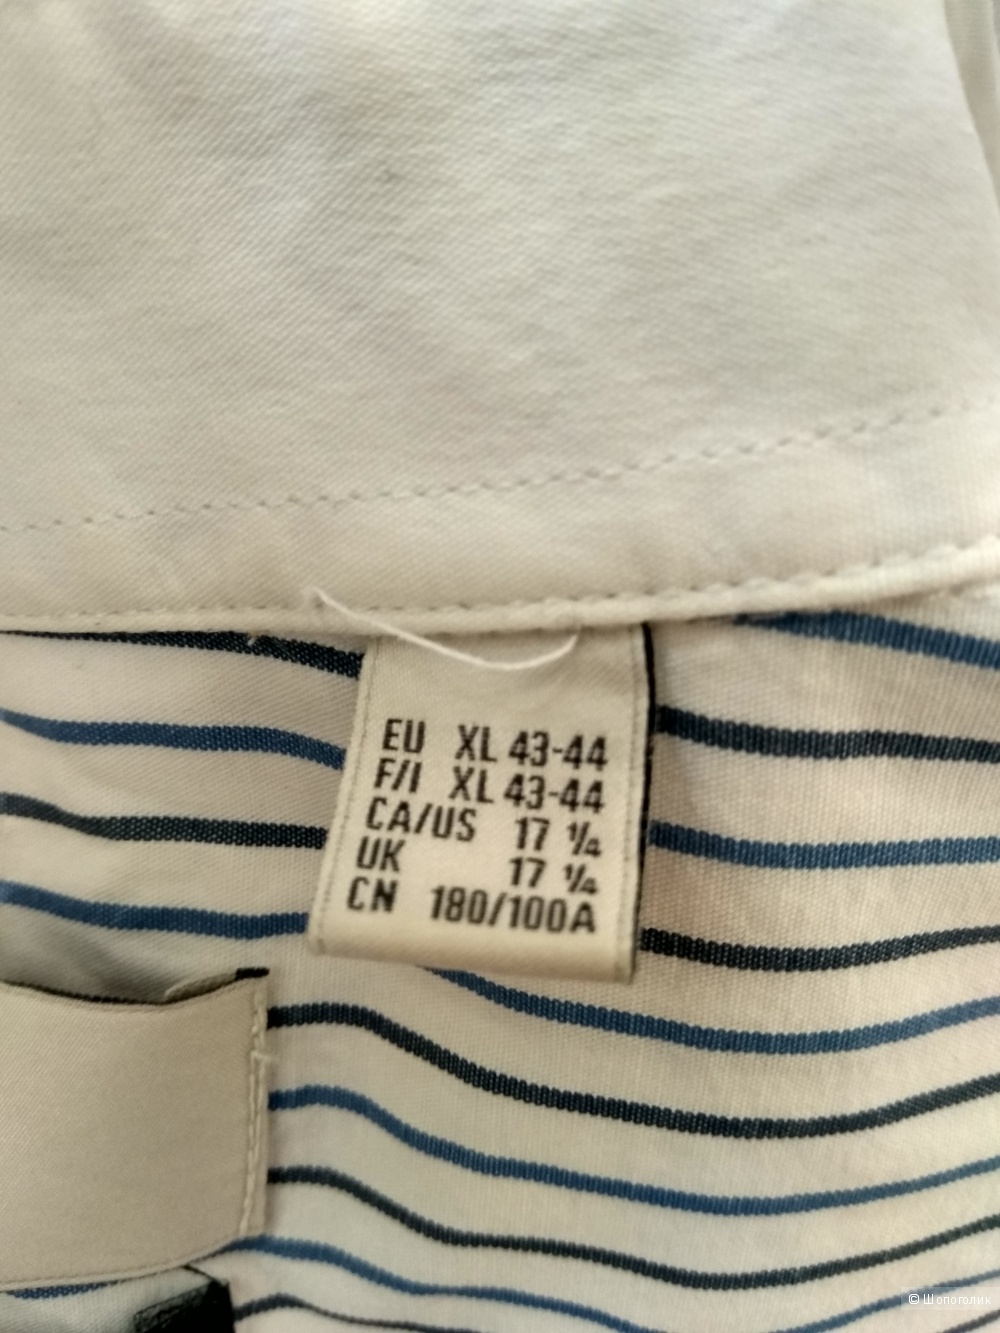 EU XL 43-44
F/I XL 43-44
CA/US 17 ¼
UK 17 ¼
CN 180/100A
© Шопоголик